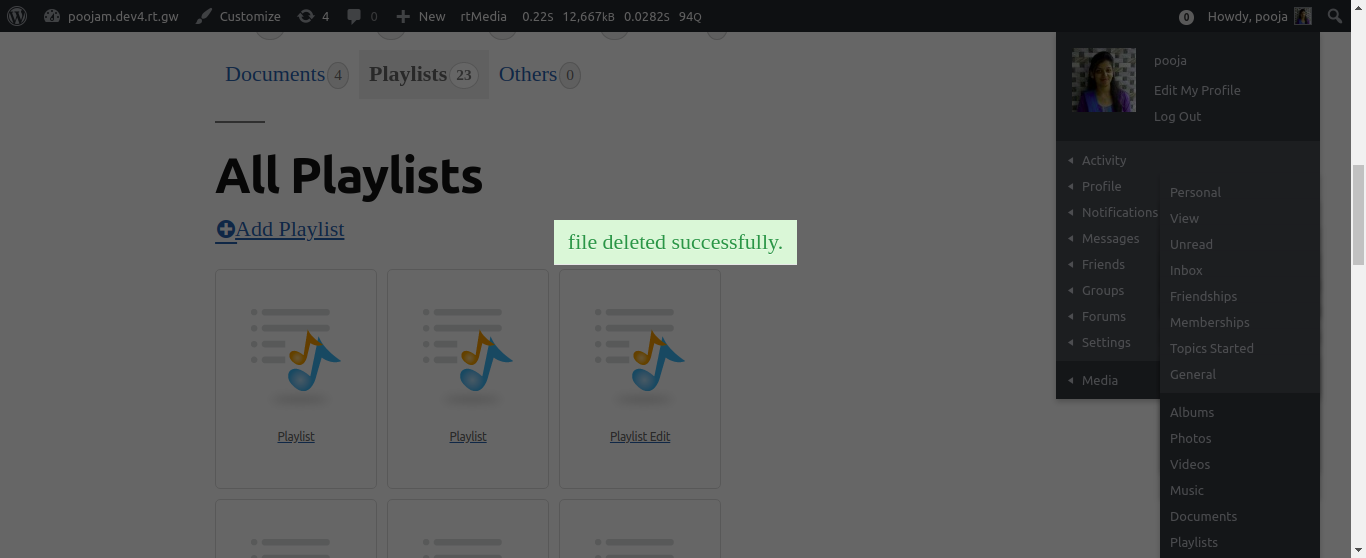 poojam.dev4.rt.gw Customize 4 0 New rtMedia 0.22S 12,667KB 0.0282S 94Q 0 Howdy, pooja
Documents 4 Playlists 23 Others 0
All Playlists
Add Playlist
file deleted successfully.
Playlist
Playlist
Playlist Edit
pooja
Edit My Profile
Log Out
Activity
Profile
Notifications
Messages
Friends
Groups
Forums
Settings
Media
Personal
View
Unread
Inbox
Friendships
Memberships
Topics Started
General
Albums
Photos
Videos
Music
Documents
Playlists